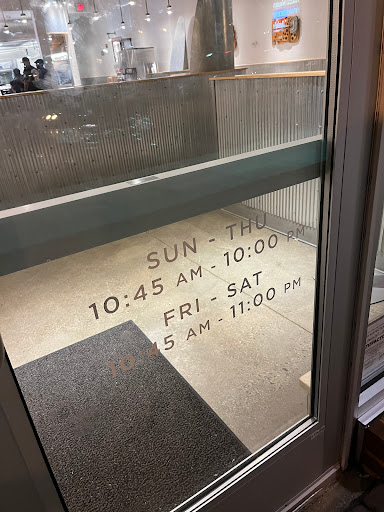 SUN - THU
10:45 AM - 10:00 PM
FRI - SAT
10:45 AM - 11:00 PM